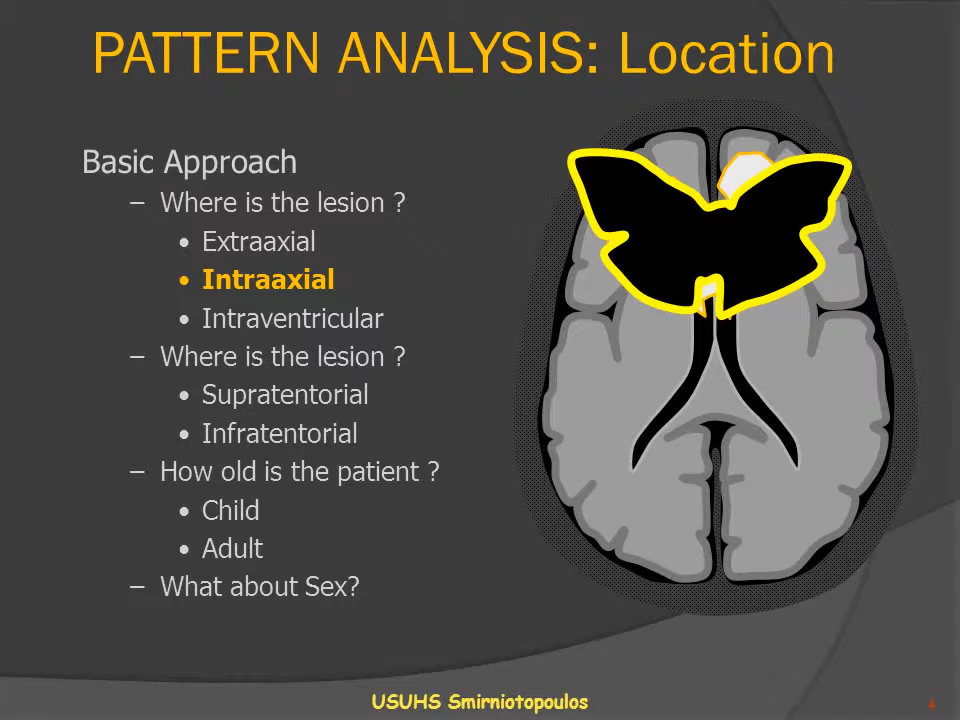 PATTERN ANALYSIS: Location
Basic Approach
– Where is the lesion ?
• Extraaxial
• Intraaxial
• Intraventricular
– Where is the lesion ?
• Supratentorial
• Infratentorial
– How old is the patient ?
• Child
• Adult
– What about Sex?
USUHS Smirniotopoulos
4